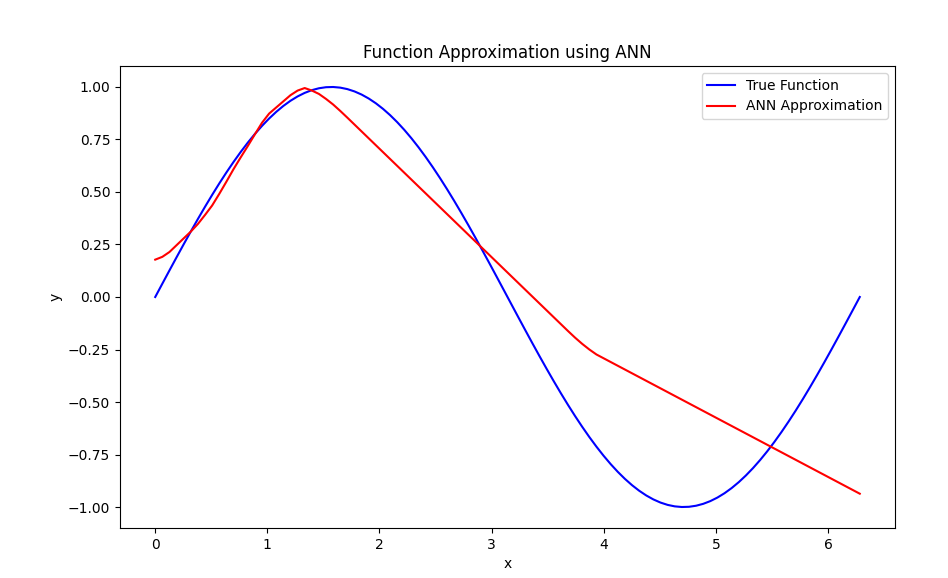 Function Approximation using ANN
True Function
ANN Approximation
1.00
0.75
0.50
0.25
0.00
−0.25
−0.50
−0.75
−1.00
y
0 1 2 3 4 5 6
x